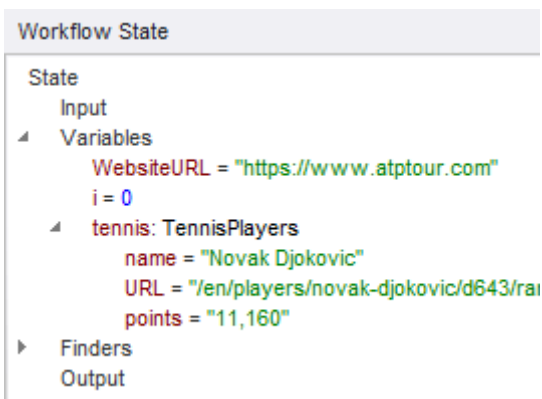 Workflow State
State
Input
Variables
WebsiteURL = "https://www.atptour.com"
i = 0
tennis: TennisPlayers
name = "Novak Djokovic"
URL = "/en/players/novak-djokovic/d643/rar
points = "11,160"
Finders
Output